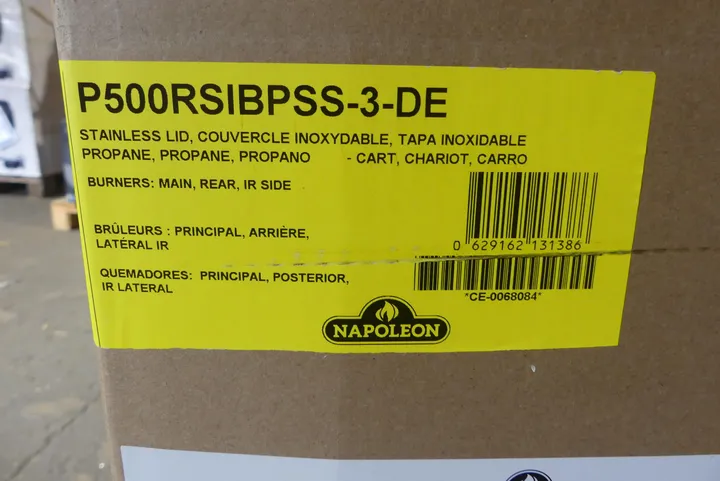 P500RSIBPSS-3-DE
STAINLESS LID, COUVERCLE INOXYDABLE, TAPA INOXIDABLE
PROPANE, PROPANE, PROPANO - CART, CHARIOT, CARRO
BURNERS: MAIN, REAR, IR SIDE
BRÛLEURS : PRINCIPAL, ARRIÈRE,
LATÉRAL IR
QUEMADORES: PRINCIPAL, POSTERIOR,
IR LATERAL
0 629162 131386
*CE-0068084*
NAPOLEON